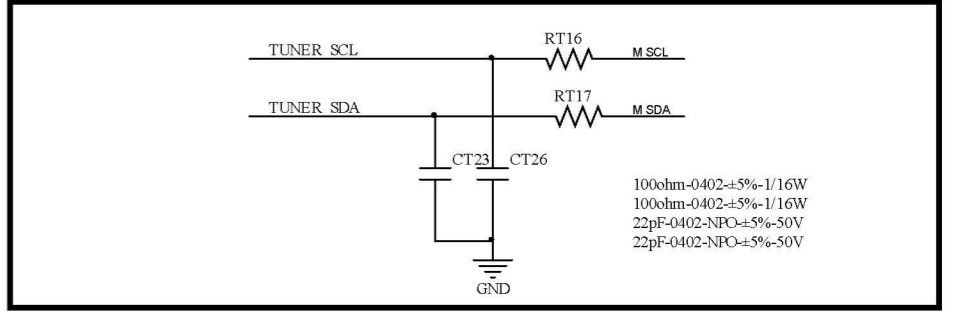 RT16
TUNER SCL
M SCL
RT17
TUNER SDA
M SDA
CT23 CT26
100ohm-0402-±5%-1/16W
100ohm-0402-±5%-1/16W
22pF-0402-NPO-±5%-50V
22pF-0402-NPO-±5%-50V
GND